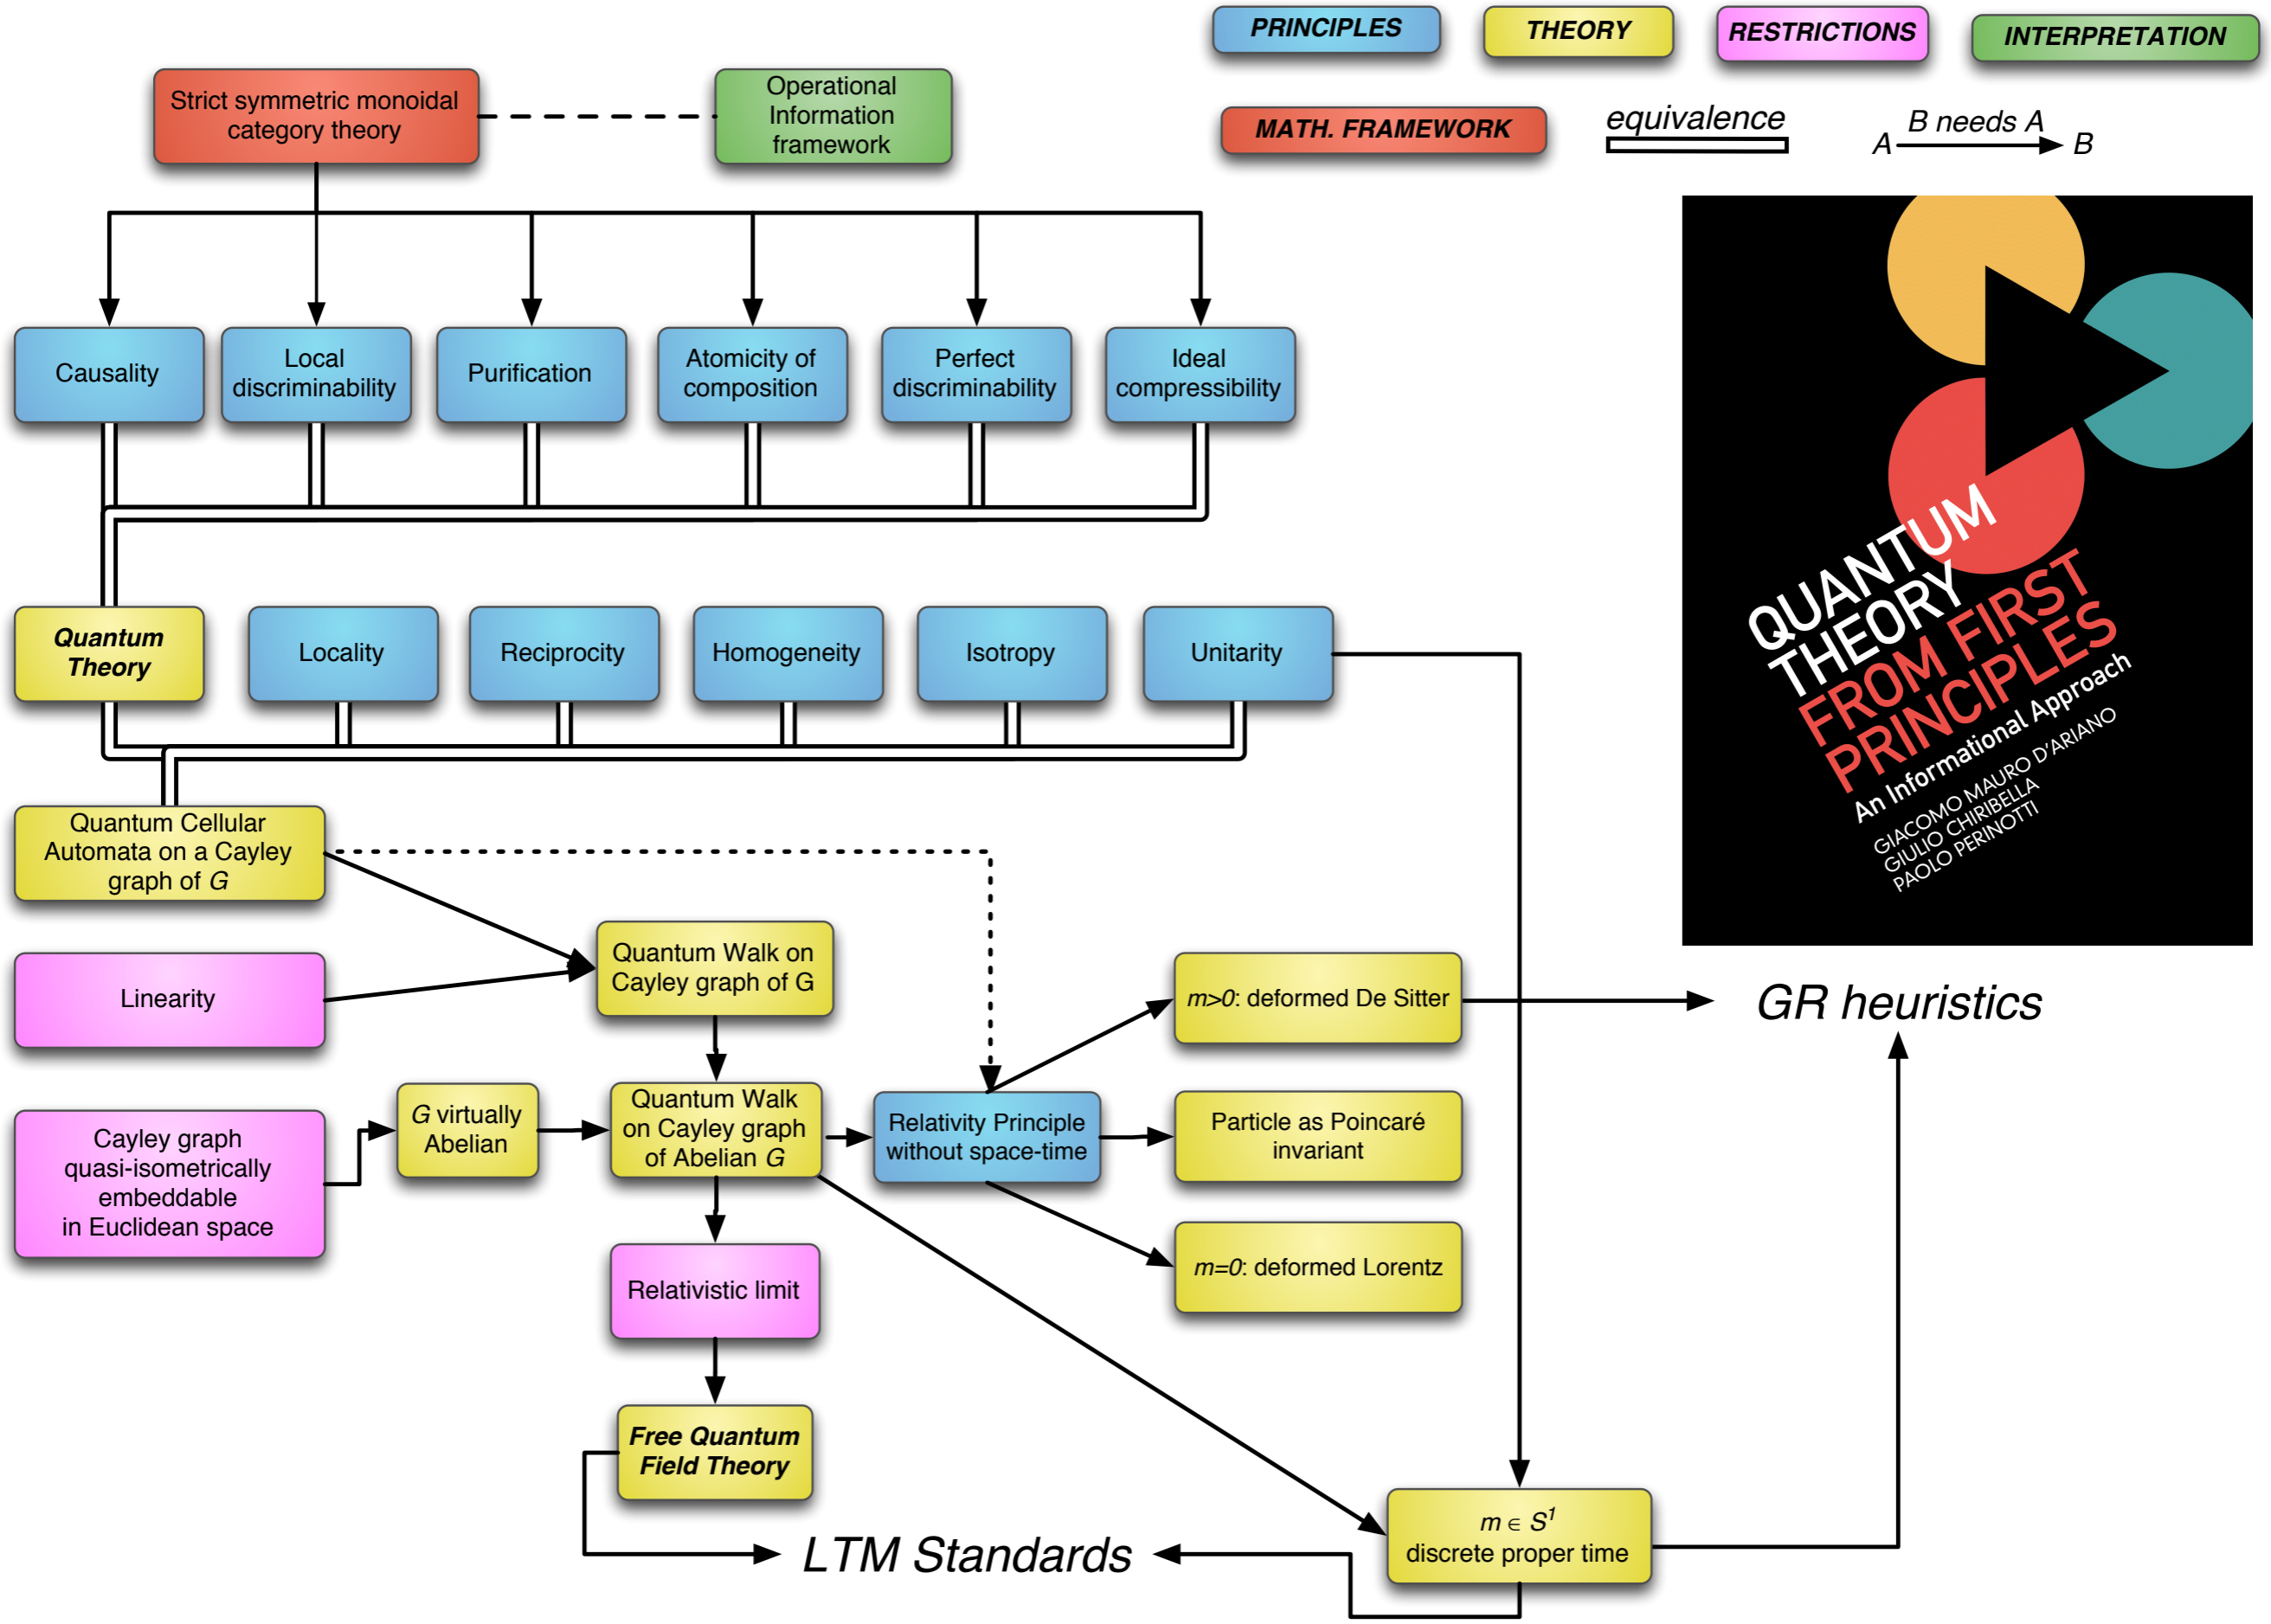 PRINCIPLES
THEORY
RESTRICTIONS
INTERPRETATION
MATH. FRAMEWORK
equivalence
B needs A
A
B
Strict symmetric monoidal
category theory
Operational
Information
framework
Causality
Local
discriminability
Purification
Atomicity of
composition
Perfect
discriminability
Ideal
compressibility
Quantum
Theory
Locality
Reciprocity
Homogeneity
Isotropy
Unitarity
QUANTUM
THEORY
FROM FIRST
PRINCIPLES
An Informational Approach
GIACOMO MAURO D'ARIANO
GIULIO CHIRIBELLA
PAOLO PERINOTTI
Quantum Cellular
Automata on a Cayley
graph of G
Linearity
Quantum Walk on
Cayley graph of G
m>0: deformed De Sitter
GR heuristics
Cayley graph
quasi-isometrically
embeddable
in Euclidean space
G virtually
Abelian
Quantum Walk
on Cayley graph
of Abelian G
Relativity Principle
without space-time
Particle as Poincaré
invariant
m=0: deformed Lorentz
Relativistic limit
Free Quantum
Field Theory
LTM Standards
m ∈ S¹
discrete proper time